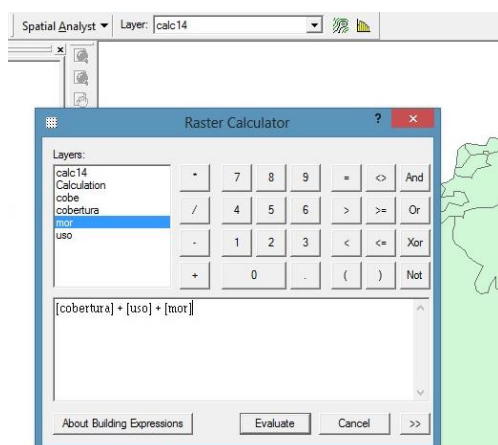 Spatial Analyst Layer: calc14
Raster Calculator ? ×
Layers:
calc14
Calculation
cobe
cobertura
mor
uso
* 7 8 9 = <> And
/ 4 5 6 > >= Or
- 1 2 3 < <= Xor
+ 0 . ( ) Not
[cobertura] + [uso] + [mor]
About Building Expressions Evaluate Cancel >>